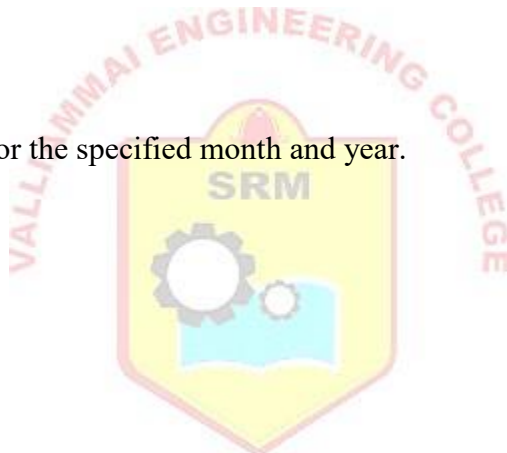 VALLIAMMAI ENGINEERING COLLEGE
or the specified month and year.
SRM